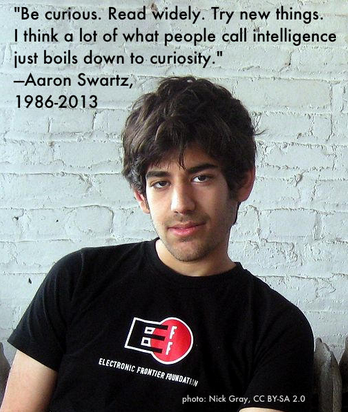 "Be curious. Read widely. Try new things.
I think a lot of what people call intelligence
just boils down to curiosity."
—Aaron Swartz,
1986-2013
EFF
ELECTRONIC FRONTIER FOUNDATION
photo: Nick Gray, CC BY-SA 2.0